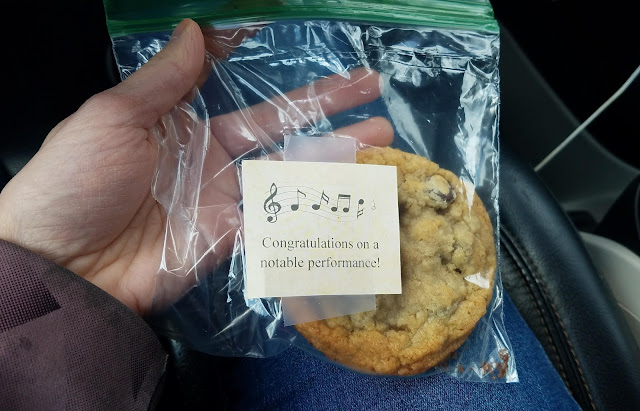 Congratulations on a
notable performance!